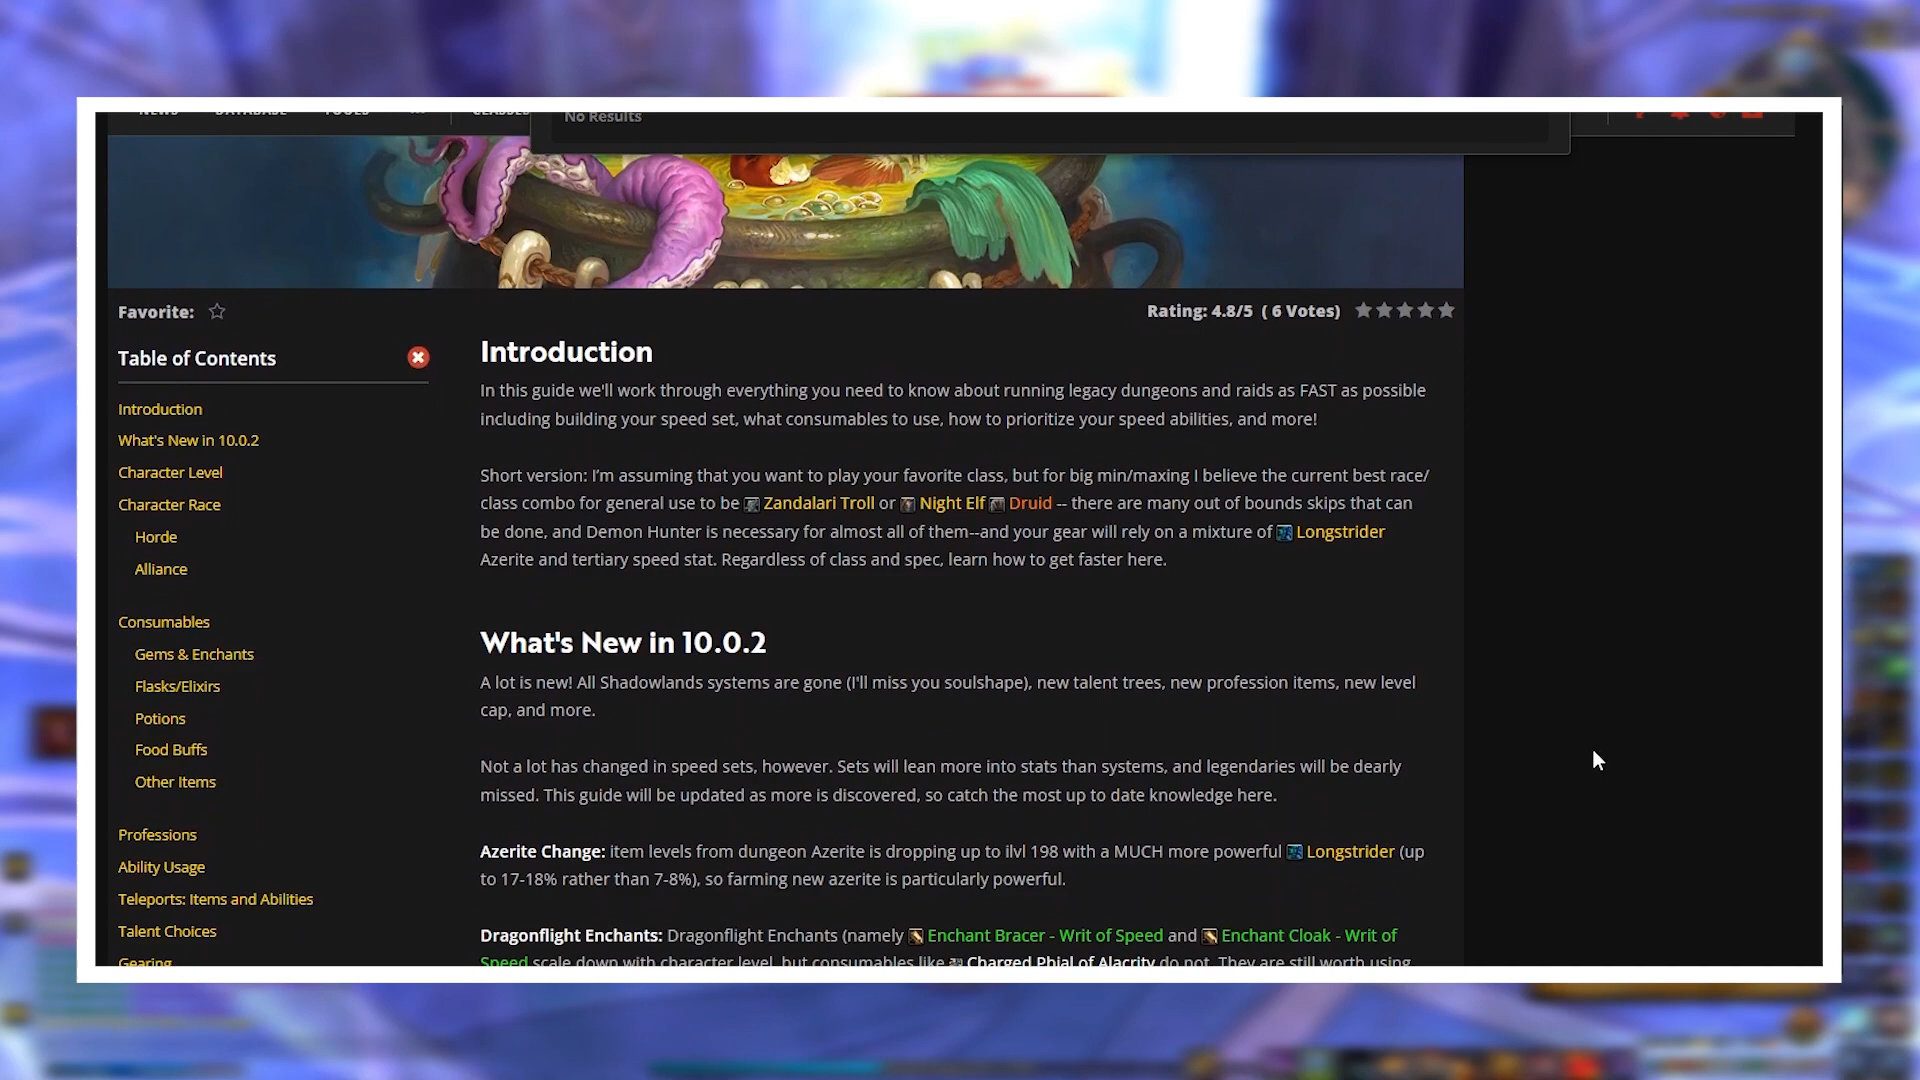 NEWS DATABASE TOOLS CLASSES
No Results
Favorite:
Rating: 4.8/5 ( 6 Votes)
Table of Contents
Introduction
What's New in 10.0.2
Character Level
Character Race
Horde
Alliance
Consumables
Gems & Enchants
Flasks/Elixirs
Potions
Food Buffs
Other Items
Professions
Ability Usage
Teleports: Items and Abilities
Talent Choices
Gearing
Introduction
In this guide we'll work through everything you need to know about running legacy dungeons and raids as FAST as possible
including building your speed set, what consumables to use, how to prioritize your speed abilities, and more!
Short version: I'm assuming that you want to play your favorite class, but for big min/maxing I believe the current best race/
class combo for general use to be Zandalari Troll or Night Elf Druid -- there are many out of bounds skips that can
be done, and Demon Hunter is necessary for almost all of them--and your gear will rely on a mixture of Longstrider
Azerite and tertiary speed stat. Regardless of class and spec, learn how to get faster here.
What's New in 10.0.2
A lot is new! All Shadowlands systems are gone (I'll miss you soulshape), new talent trees, new profession items, new level
cap, and more.
Not a lot has changed in speed sets, however. Sets will lean more into stats than systems, and legendaries will be dearly
missed. This guide will be updated as more is discovered, so catch the most up to date knowledge here.
Azerite Change: item levels from dungeon Azerite is dropping up to ilvl 198 with a MUCH more powerful Longstrider (up
to 17-18% rather than 7-8%), so farming new azerite is particularly powerful.
Dragonflight Enchants: Dragonflight Enchants (namely Enchant Bracer - Writ of Speed and Enchant Cloak - Writ of
Speed scale down with character level, but consumables like Charged Phial of Alacrity do not. They are still worth using